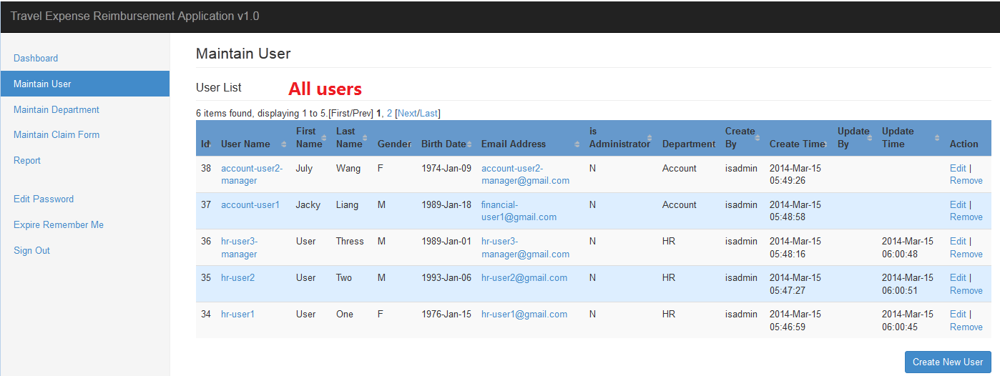 Travel Expense Reimbursement Application v1.0
Dashboard
Maintain User
Maintain Department
Maintain Claim Form
Report
Edit Password
Expire Remember Me
Sign Out
Maintain User
User List All users
6 items found, displaying 1 to 5.[First/Prev] 1, 2 [Next/Last]
Id User Name First Name Last Name Gender Birth Date Email Address is Administrator Department Create By Create Time Update By Update Time Action
38 account-user2-manager July Wang F 1974-Jan-09 account-user2-manager@gmail.com N Account isadmin 2014-Mar-15 05:49:26 Edit | Remove
37 account-user1 Jacky Liang M 1989-Jan-18 financial-user1@gmail.com N Account isadmin 2014-Mar-15 05:48:58 Edit | Remove
36 hr-user3-manager User Thress M 1989-Jan-01 hr-user3-manager@gmail.com N HR isadmin 2014-Mar-15 05:48:16 2014-Mar-15 06:00:48 Edit | Remove
35 hr-user2 User Two M 1993-Jan-06 hr-user2@gmail.com N HR isadmin 2014-Mar-15 05:47:27 2014-Mar-15 06:00:51 Edit | Remove
34 hr-user1 User One F 1976-Jan-15 hr-user1@gmail.com N HR isadmin 2014-Mar-15 05:46:59 2014-Mar-15 06:00:45 Edit | Remove
Create New User